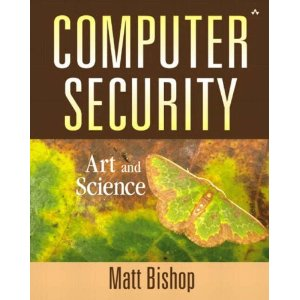 COMPUTER
SECURITY
Art and
Science
Matt Bishop